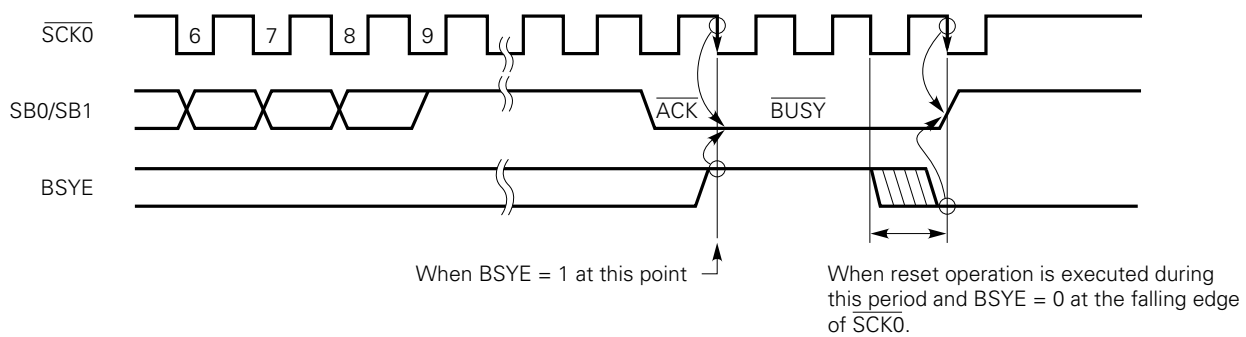 SCK0
6 7 8 9
SB0/SB1
ACK BUSY
BSYE
When BSYE = 1 at this point
When reset operation is executed during
this period and BSYE = 0 at the falling edge
of SCK0.